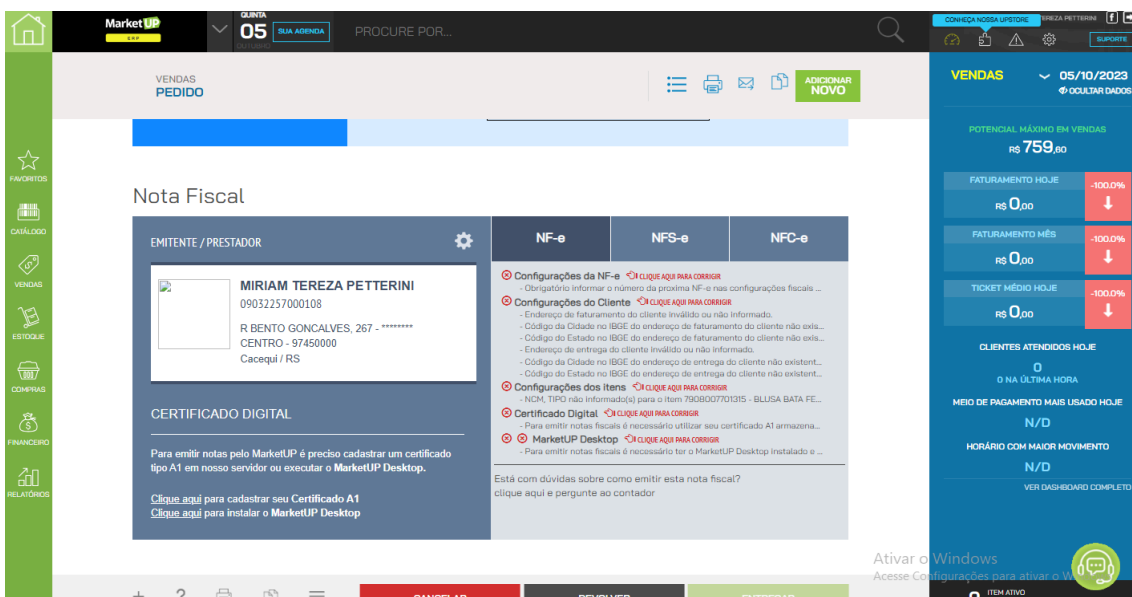 Market UP
ERP
QUINTA
05
OUTUBRO
SUA AGENDA
PROCURE POR...
CONHEÇA NOSSA UPSTORE
TEREZA PETTERINI
SUPORTE
VENDAS
PEDIDO
ADICIONAR
NOVO
FAVORITOS
CATÁLOGO
VENDAS
ESTOQUE
COMPRAS
FINANCEIRO
RELATÓRIOS
Nota Fiscal
EMITENTE / PRESTADOR
MIRIAM TEREZA PETTERINI
09032257000108
R BENTO GONCALVES, 267 - ********
CENTRO - 97450000
Cacequi / RS
CERTIFICADO DIGITAL
Para emitir notas pelo MarketUP é preciso cadastrar um certificado
tipo A1 em nosso servidor ou executar o MarketUP Desktop.
Clique aqui para cadastrar seu Certificado A1
Clique aqui para instalar o MarketUP Desktop
NF-e NFS-e NFC-e
Configurações da NF-e CLIQUE AQUI PARA CORRIGIR
- Obrigatório informar o número da proxima NF-e nas configurações fiscais ...
Configurações do Cliente CLIQUE AQUI PARA CORRIGIR
- Endereço de faturamento do cliente inválido ou não informado.
- Código da Cidade no IBGE do endereço de faturamento do cliente não exis...
- Código do Estado no IBGE do endereço de faturamento do cliente não exis...
- Endereço de entrega do cliente inválido ou não informado.
- Código da Cidade no IBGE do endereço de entrega do cliente não existent...
- Código do Estado no IBGE do endereço de entrega do cliente não existent...
Configurações dos itens CLIQUE AQUI PARA CORRIGIR
- NCM, TIPO não informado(s) para o item 7908007701315 - BLUSA BATA FE...
Certificado Digital CLIQUE AQUI PARA CORRIGIR
- Para emitir notas fiscais é necessário utilizar seu certificado A1 armazena...
MarketUP Desktop CLIQUE AQUI PARA CORRIGIR
- Para emitir notas fiscais é necessário ter o MarketUP Desktop instalado e ...
Está com dúvidas sobre como emitir esta nota fiscal?
clique aqui e pergunte ao contador
CANCELAR
DEVOLVER
ENTREGAR
VENDAS 05/10/2023
OCULTAR DADOS
POTENCIAL MÁXIMO EM VENDAS
R$ 759,60
FATURAMENTO HOJE
R$ 0,00
-100.0%
FATURAMENTO MÊS
R$ 0,00
-100.0%
TICKET MÉDIO HOJE
R$ 0,00
-100.0%
CLIENTES ATENDIDOS HOJE
0
0 NA ÚLTIMA HORA
MEIO DE PAGAMENTO MAIS USADO HOJE
N/D
HORÁRIO COM MAIOR MOVIMENTO
N/D
VER DASHBOARD COMPLETO
Ativar o Windows
Acesse Configurações para ativar o W
0 ITEM ATIVO